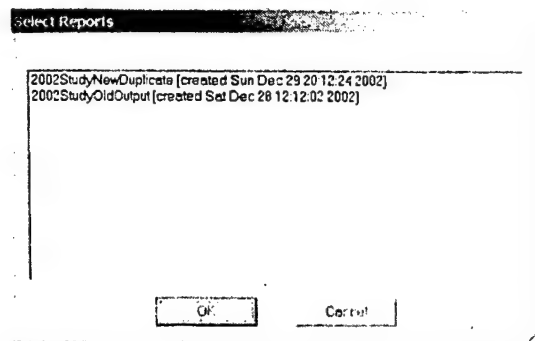 Select Reports
2002StudyNewDuplicate [created Sun Dec 29 20:12:24 2002]
2002StudyOldOutput [created Sat Dec 28 12:12:02 2002]
OK Cancel